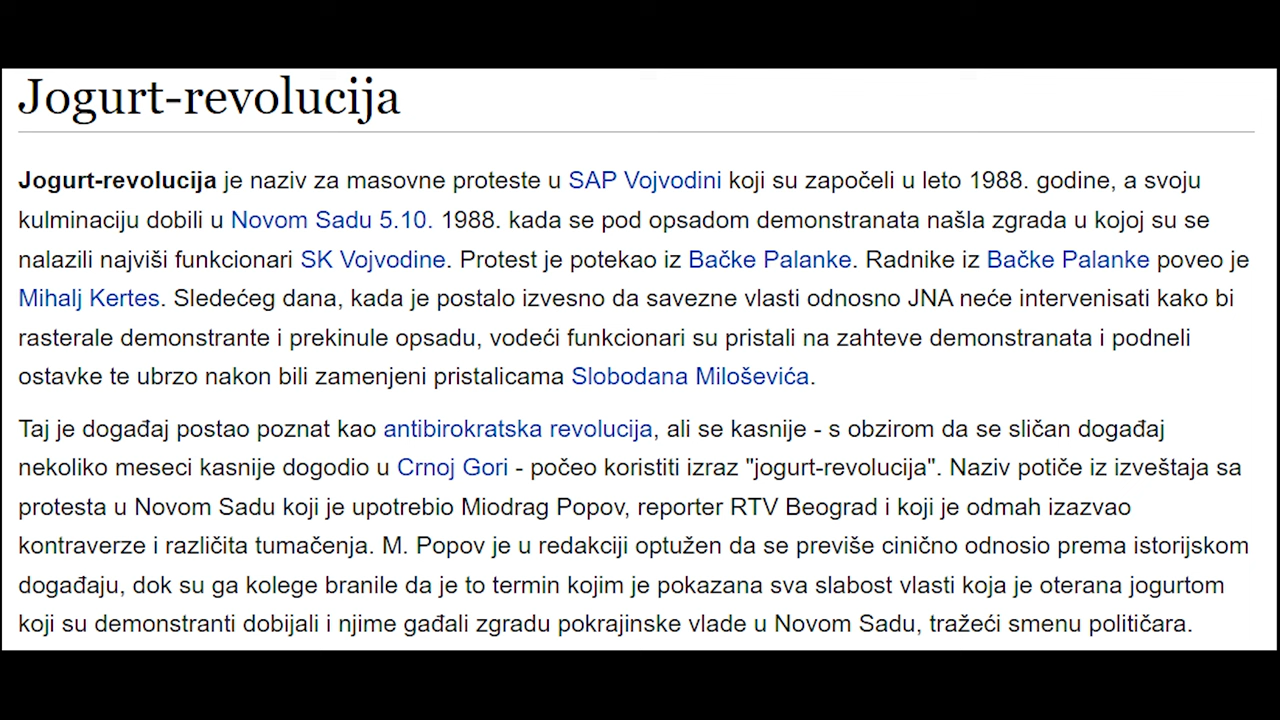 Jogurt-revolucija
Jogurt-revolucija je naziv za masovne proteste u SAP Vojvodini koji su započeli u leto 1988. godine, a svoju
kulminaciju dobili u Novom Sadu 5.10. 1988. kada se pod opsadom demonstranata našla zgrada u kojoj su se
nalazili najviši funkcionari SK Vojvodine. Protest je potekao iz Bačke Palanke. Radnike iz Bačke Palanke poveo je
Mihalj Kertes. Sledećeg dana, kada je postalo izvesno da savezne vlasti odnosno JNA neće intervenisati kako bi
rasterale demonstrante i prekinule opsadu, vodeći funkcionari su pristali na zahteve demonstranata i podneli
ostavke te ubrzo nakon bili zamenjeni pristalicama Slobodana Miloševića.
Taj je događaj postao poznat kao antibirokratska revolucija, ali se kasnije - s obzirom da se sličan događaj
nekoliko meseci kasnije dogodio u Crnoj Gori - počeo koristiti izraz "jogurt-revolucija". Naziv potiče iz izveštaja sa
protesta u Novom Sadu koji je upotrebio Miodrag Popov, reporter RTV Beograd i koji je odmah izazvao
kontraverze i različita tumačenja. M. Popov je u redakciji optužen da se previše cinično odnosio prema istorijskom
događaju, dok su ga kolege branile da je to termin kojim je pokazana sva slabost vlasti koja je oterana jogurtom
koji su demonstranti dobijali i njime gađali zgradu pokrajinske vlade u Novom Sadu, tražeći smenu političara.